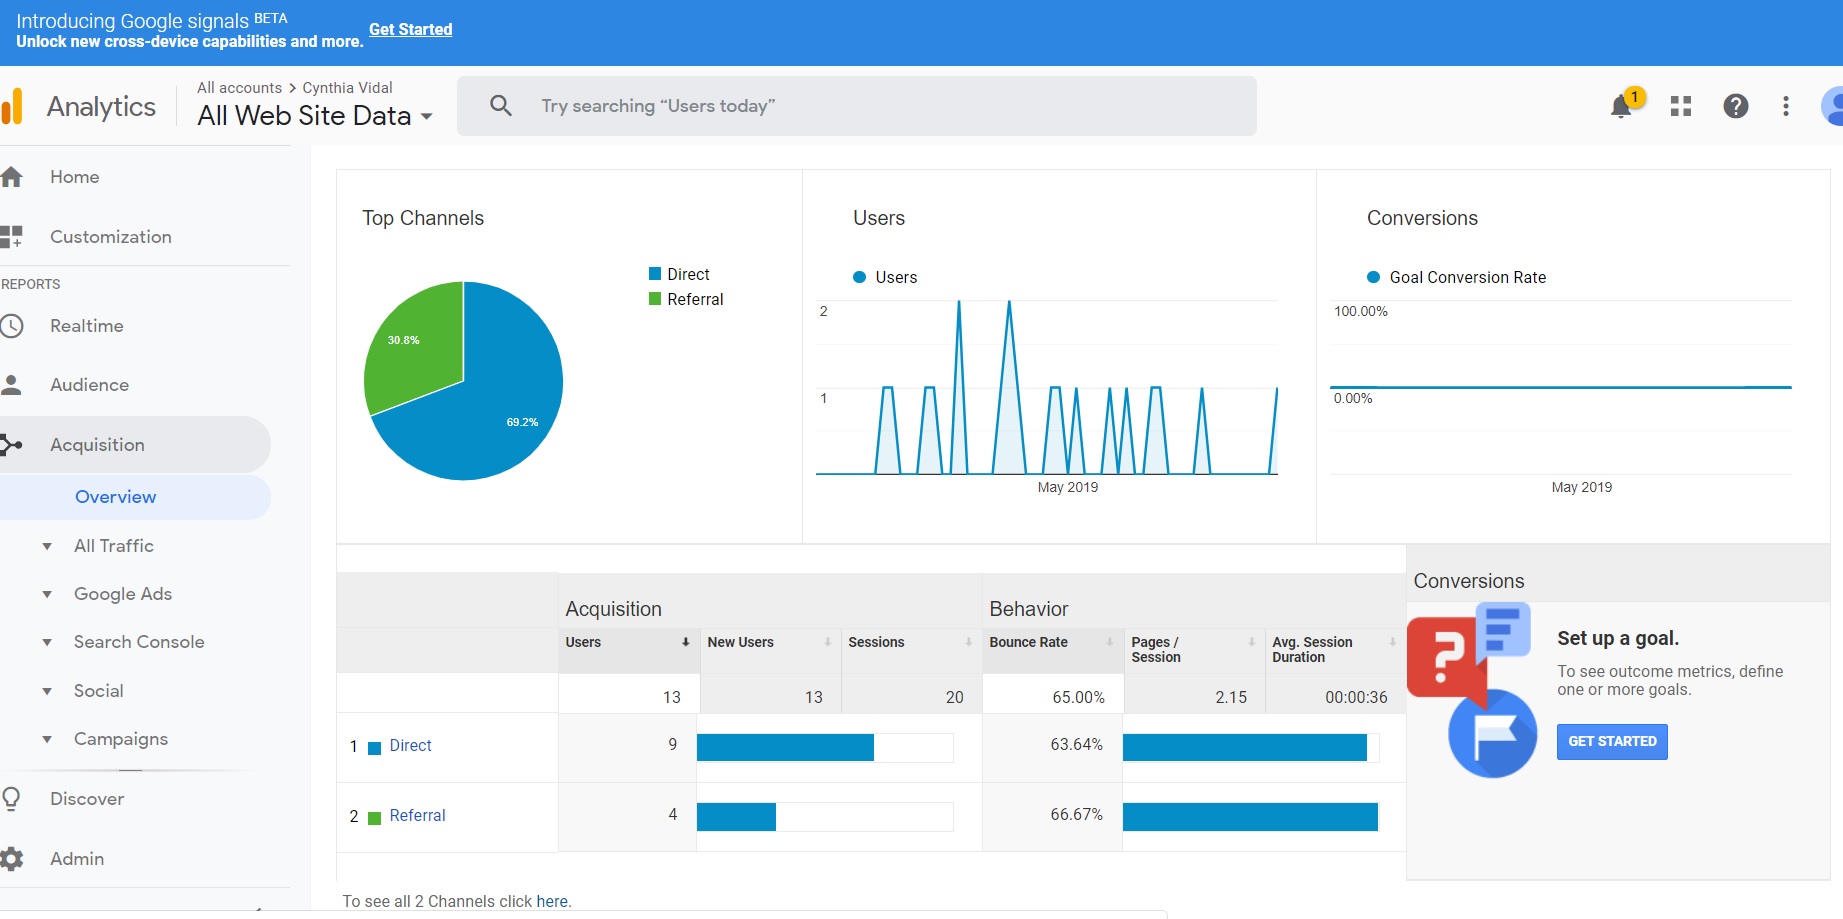 Introducing Google signals BETA
Unlock new cross-device capabilities and more.
Get Started
Analytics
All accounts > Cynthia Vidal
All Web Site Data
Try searching “Users today”
1
Home
Customization
REPORTS
Realtime
Audience
Acquisition
Overview
All Traffic
Google Ads
Search Console
Social
Campaigns
Discover
Admin
Top Channels
Direct
Referral
30.8%
69.2%
Users
Users
2
1
May 2019
Conversions
Goal Conversion Rate
100.00%
0.00%
May 2019
Acquisition
Behavior
Users
New Users
Sessions
Bounce Rate
Pages /
Session
Avg. Session
Duration
13
13
20
65.00%
2.15
00:00:36
1 Direct
9
63.64%
2 Referral
4
66.67%
Conversions
?
Set up a goal.
To see outcome metrics, define
one or more goals.
GET STARTED
To see all 2 Channels click here.